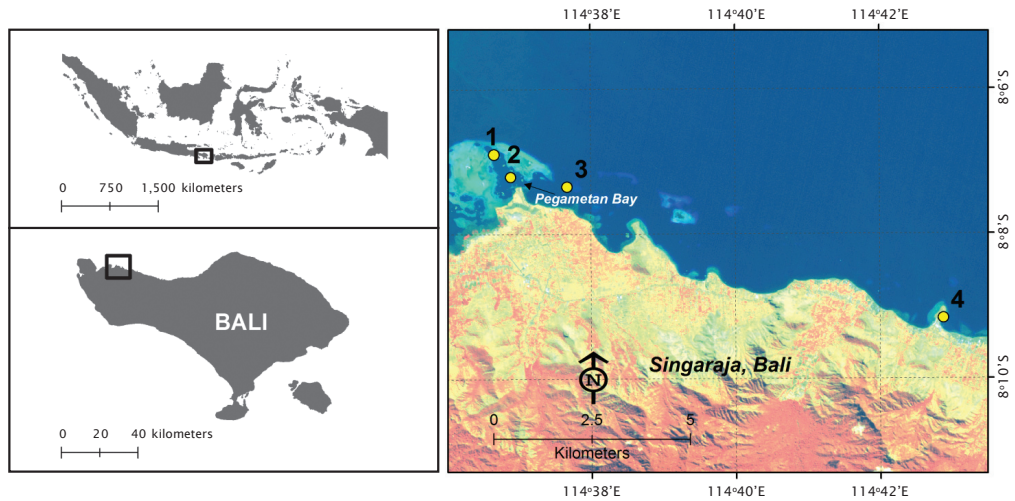 0 750 1,500 kilometers
BALI
0 20 40 kilometers
114°38’E 114°40’E 114°42’E
8°6’S
1
2
3
Pegametan Bay
8°8’S
4
Singaraja, Bali
8°10’S
N
0 2.5 5
Kilometers
114°38’E 114°40’E 114°42’E